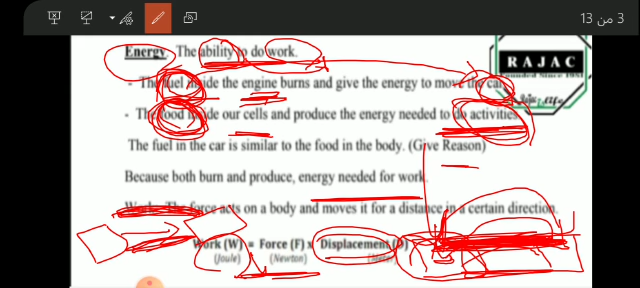 3 من 13
RAJAC
Founded Since 1981
Energy The ability to do work.
- The fuel inside the engine burns and give the energy to move the car
- The food inside our cells and produce the energy needed to do activities
The fuel in the car is similar to the food in the body. (Give Reason)
Because both burn and produce, energy needed for work.
Work: The force acts on a body and moves it for a distance in a certain direction.
Work (W) = Force (F) x Displacement
(Joule) (Newton)